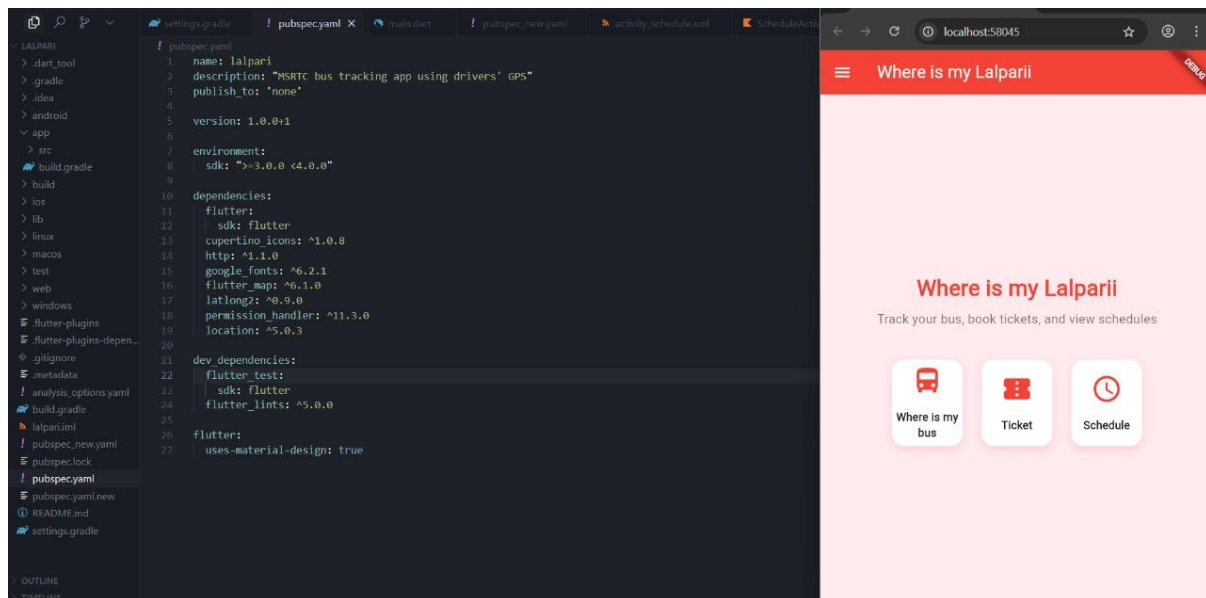 settings.gradle
pubspec.yaml
main.dart
pubspec_new.yaml
activity_schedule.xml
ScheduleActiv
LALPARI
.dart_tool
.gradle
.idea
android
app
src
build.gradle
build
ios
lib
linux
macos
test
web
windows
.flutter-plugins
.flutter-plugins-depen...
.gitignore
.metadata
analysis_options.yaml
build.gradle
lalpari.iml
pubspec_new.yaml
pubspec.lock
pubspec.yaml
pubspec.yaml.new
README.md
settings.gradle
OUTLINE
TIMELINE
pubspec.yaml
1 name: lalpari
2 description: "MSRTC bus tracking app using drivers' GPS"
3 publish_to: 'none'
4
5 version: 1.0.0+1
6
7 environment:
8 sdk: ">=3.0.0 <4.0.0"
9
10 dependencies:
11 flutter:
12 sdk: flutter
13 cupertino_icons: ^1.0.8
14 http: ^1.1.0
15 google_fonts: ^6.2.1
16 flutter_map: ^6.1.0
17 latlong2: ^0.9.0
18 permission_handler: ^11.3.0
19 location: ^5.0.3
20
21 dev_dependencies:
22 flutter_test:
23 sdk: flutter
24 flutter_lints: ^5.0.0
25
26 flutter:
27 uses-material-design: true
localhost:58045
Where is my Lalparii
DEBUG
Where is my Lalparii
Track your bus, book tickets, and view schedules
Where is my
bus
Ticket
Schedule